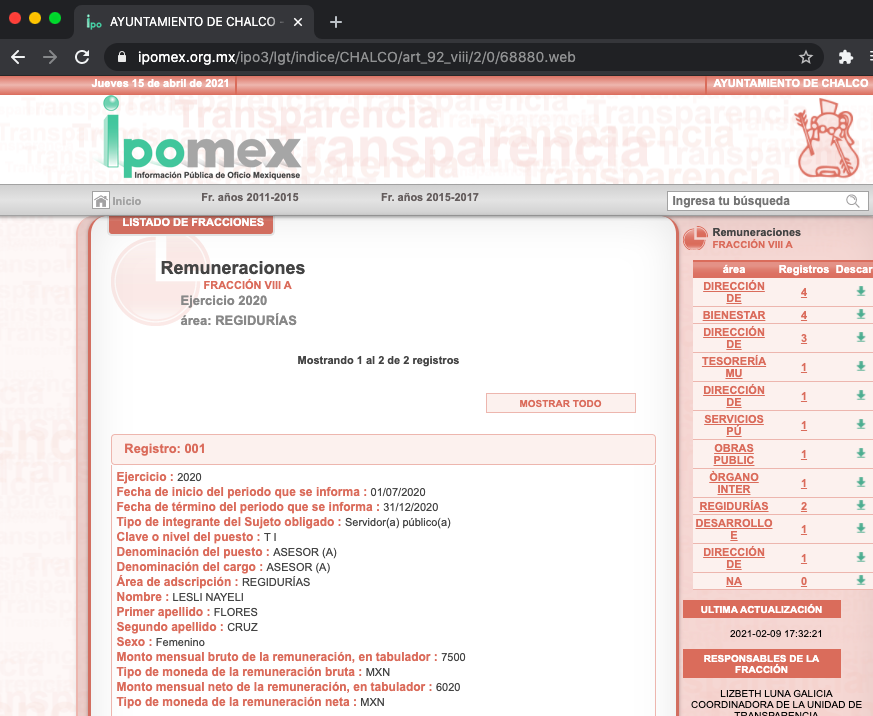 AYUNTAMIENTO DE CHALCO -
ipomex.org.mx/ipo3/lgt/indice/CHALCO/art_92_viii/2/0/68880.web
Jueves 15 de abril de 2021
AYUNTAMIENTO DE CHALCO
Transparencia
ipomex
Información Pública de Oficio Mexiquense
Inicio
Fr. años 2011-2015
Fr. años 2015-2017
Ingresa tu búsqueda
LISTADO DE FRACCIONES
Remuneraciones
FRACCIÓN VIII A
Ejercicio 2020
área: REGIDURÍAS
Mostrando 1 al 2 de 2 registros
MOSTRAR TODO
Registro: 001
Ejercicio : 2020
Fecha de inicio del periodo que se informa : 01/07/2020
Fecha de término del periodo que se informa : 31/12/2020
Tipo de integrante del Sujeto obligado : Servidor(a) público(a)
Clave o nivel del puesto : T I
Denominación del puesto : ASESOR (A)
Denominación del cargo : ASESOR (A)
Área de adscripción : REGIDURÍAS
Nombre : LESLI NAYELI
Primer apellido : FLORES
Segundo apellido : CRUZ
Sexo : Femenino
Monto mensual bruto de la remuneración, en tabulador : 7500
Tipo de moneda de la remuneración bruta : MXN
Monto mensual neto de la remuneración, en tabulador : 6020
Tipo de moneda de la remuneración neta : MXN
Remuneraciones
FRACCIÓN VIII A
área Registros Descar
DIRECCIÓN
DE 4
BIENESTAR 4
DIRECCIÓN
DE 3
TESORERÍA
MU 1
DIRECCIÓN
DE 1
SERVICIOS
PÚ 1
OBRAS
PUBLIC 1
ÒRGANO
INTER 1
REGIDURÍAS 2
DESARROLLO
E 1
DIRECCIÓN
DE 1
NA 0
ULTIMA ACTUALIZACIÓN
2021-02-09 17:32:21
RESPONSABLES DE LA
FRACCIÓN
LIZBETH LUNA GALICIA
COORDINADORA DE LA UNIDAD DE
TRANSPARENCIA